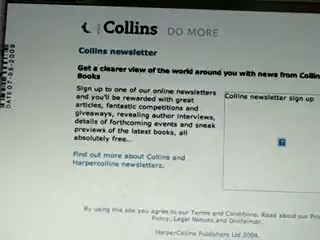 Collins DO MORE
Collins newsletter
Get a clearer view of the world around you with news from Collin
Books
Sign up to one of our online newsletters
and you'll be rewarded with great
articles, fantastic competitions and
giveaways, revealing author interviews,
details of forthcoming events and sneak
previews of the latest books, all
absolutely free...
Collins newsletter sign up
Find out more about Collins and
Harpercollins newsletters.
By using this site you agree to our Terms and Conditions. Read about our Priv
Policy, Legal Notices and Disclaimer.
HarperCollins Publishers Ltd 2004.